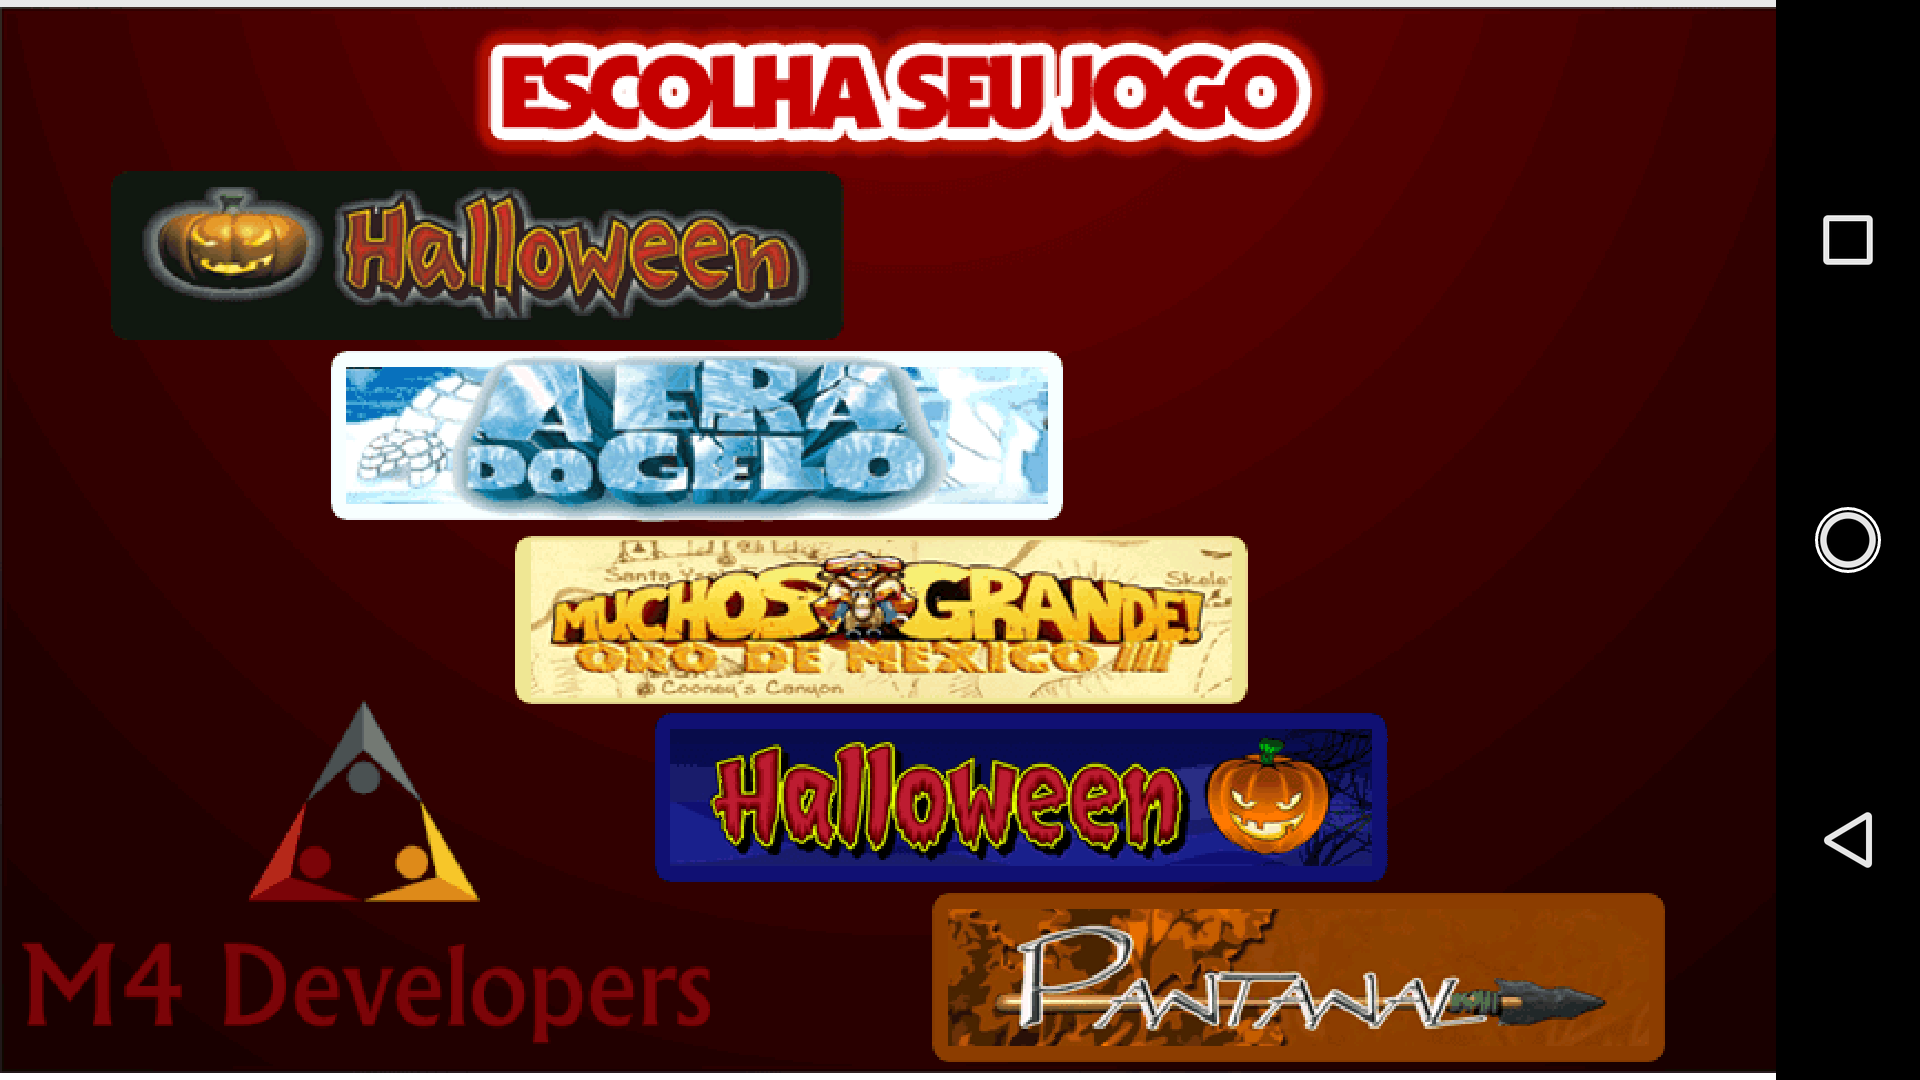 ESCOLHA SEU JOGO
Halloween
A ERA
DO GELO
Santa
Skele
MUCHOS GRANDE!
ORO DE MEXICO III
Cooney's Canyon
Halloween
PANTANAL
M4 Developers